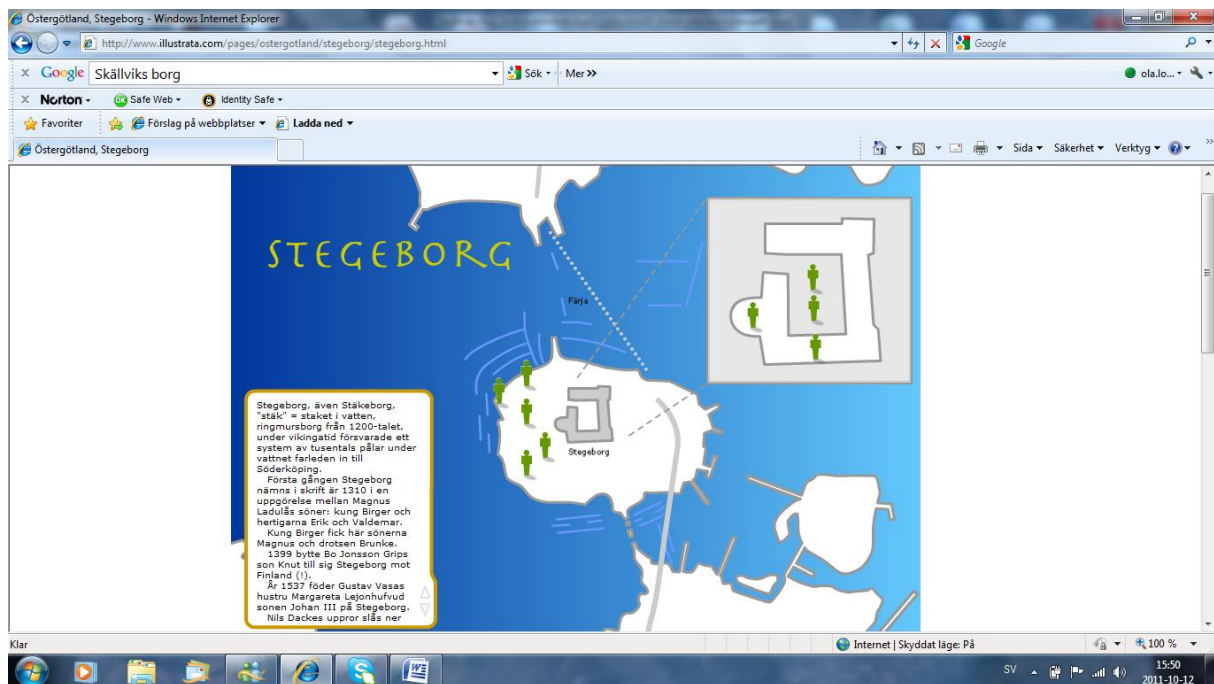 Östergötland, Stegeborg - Windows Internet Explorer
http://www.illustrata.com/pages/ostergotland/stegeborg/stegeborg.html
Google
x Google Skällviks borg Sök Mer >> ola.lo...
x Norton Safe Web Identity Safe
Favoriter Förslag på webbplatser Ladda ned
Östergötland, Stegeborg Sida Säkerhet Verktyg
STEGEBORG
Färja
Stegeborg
Stegeborg, även Stäkeborg,
"stäk" = staket i vatten,
ringmursborg från 1200-talet,
under vikingatid försvarade ett
system av tusentals pålar under
vattnet farleden in till
Söderköping.
Första gången Stegeborg
nämns i skrift är 1310 i en
uppgörelse mellan Magnus
Ladulås söner: kung Birger och
hertigarna Erik och Valdemar.
Kung Birger fick här sönerna
Magnus och drotsen Brunke.
1399 bytte Bo Jonsson Grips
son Knut till sig Stegeborg mot
Finland (!).
År 1537 föder Gustav Vasas
hustru Margareta Lejonhufvud
sonen Johan III på Stegeborg.
Nils Dackes uppror slås ner
Klar Internet | Skyddat läge: På 100 %
SV 15:50
2011-10-12